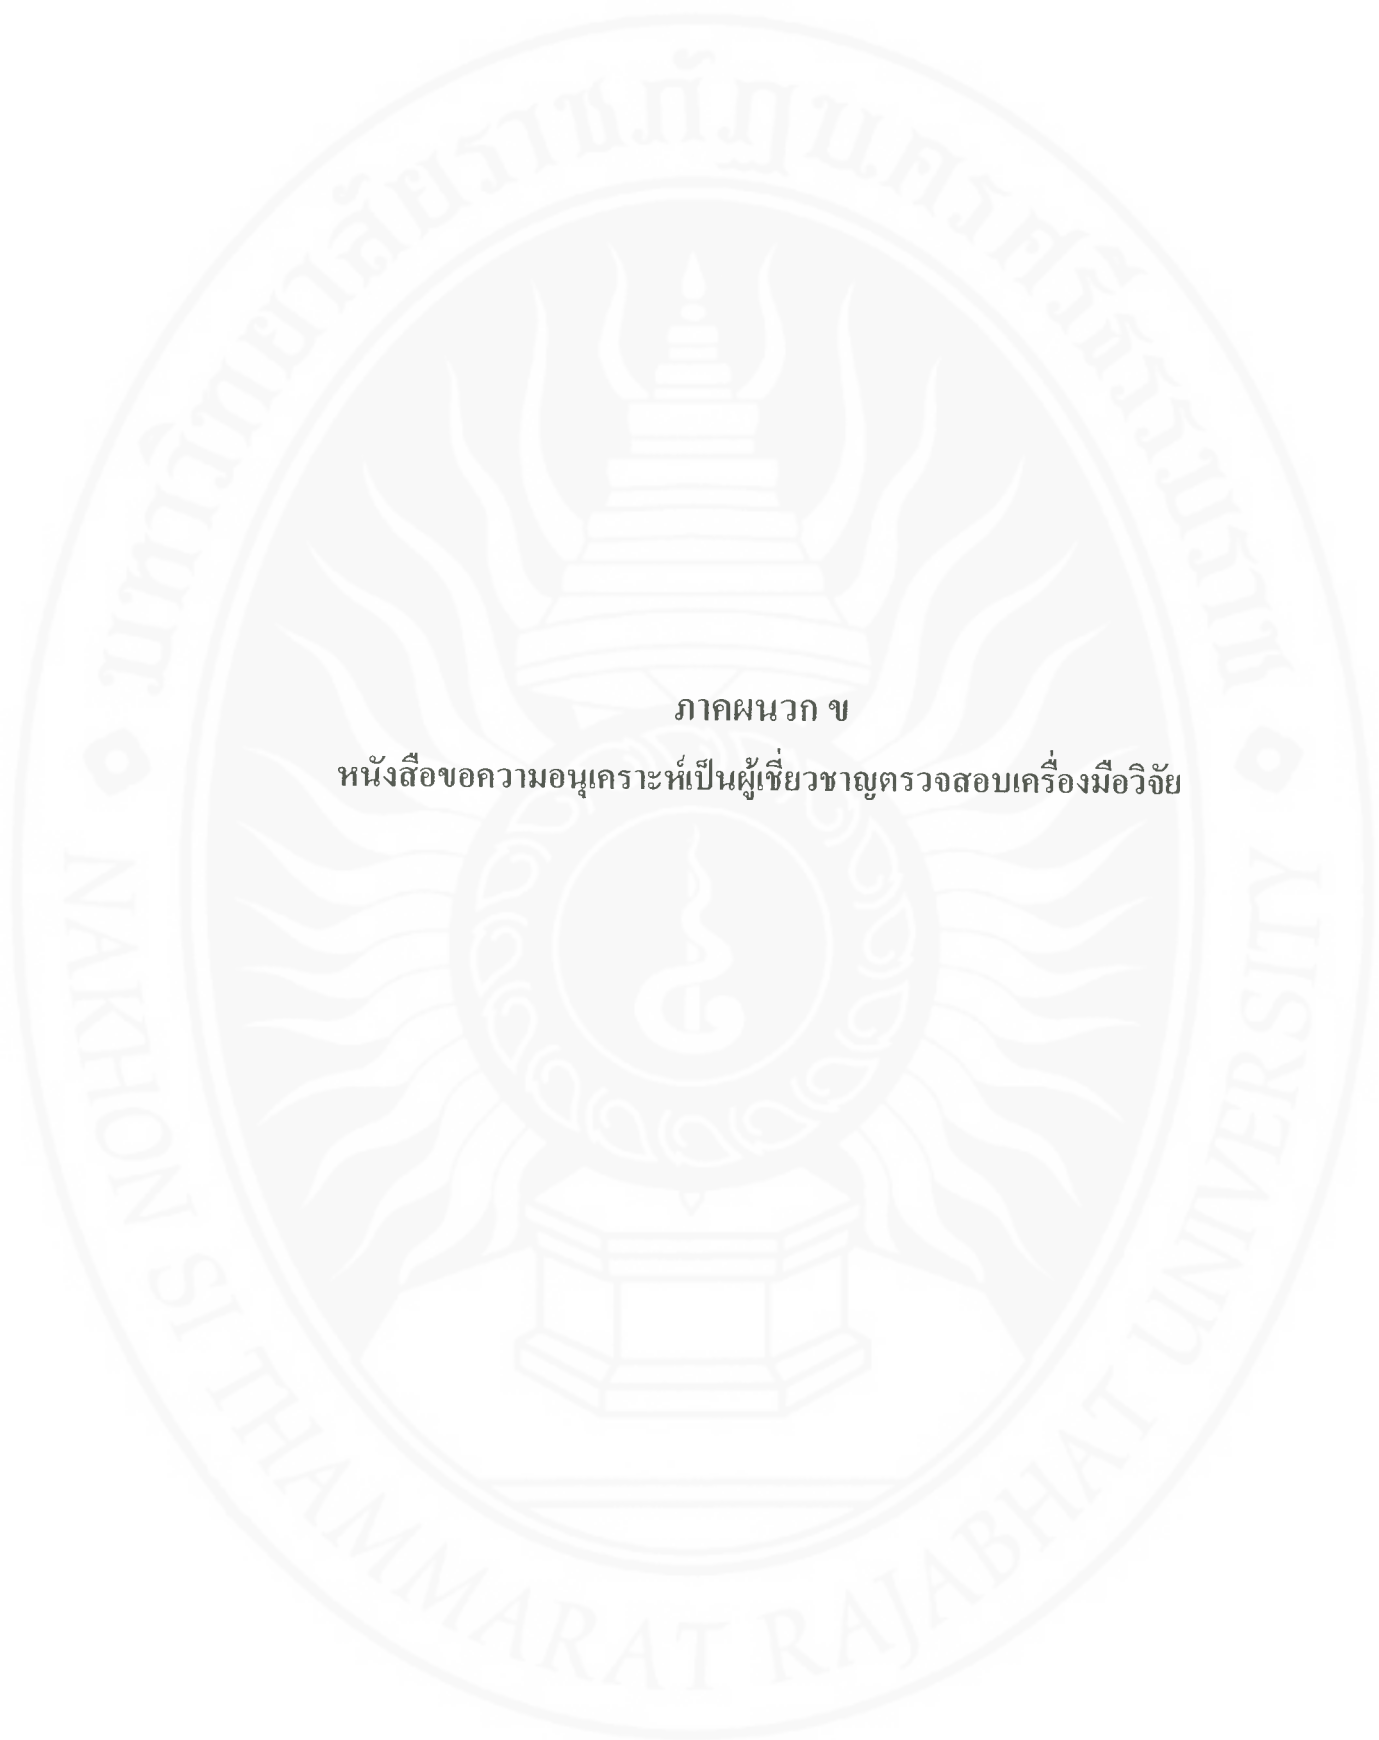 มหาวิทยาลัยราชภัฏนครศรีธรรมราช
ภาคผนวก ข
หนังสือขอความอนุเคราะห์เป็นผู้เชี่ยวชาญตรวจสอบเครื่องมือวิจัย
NAKHON SI THAMMARAT RAJABHAT UNIVERSITY